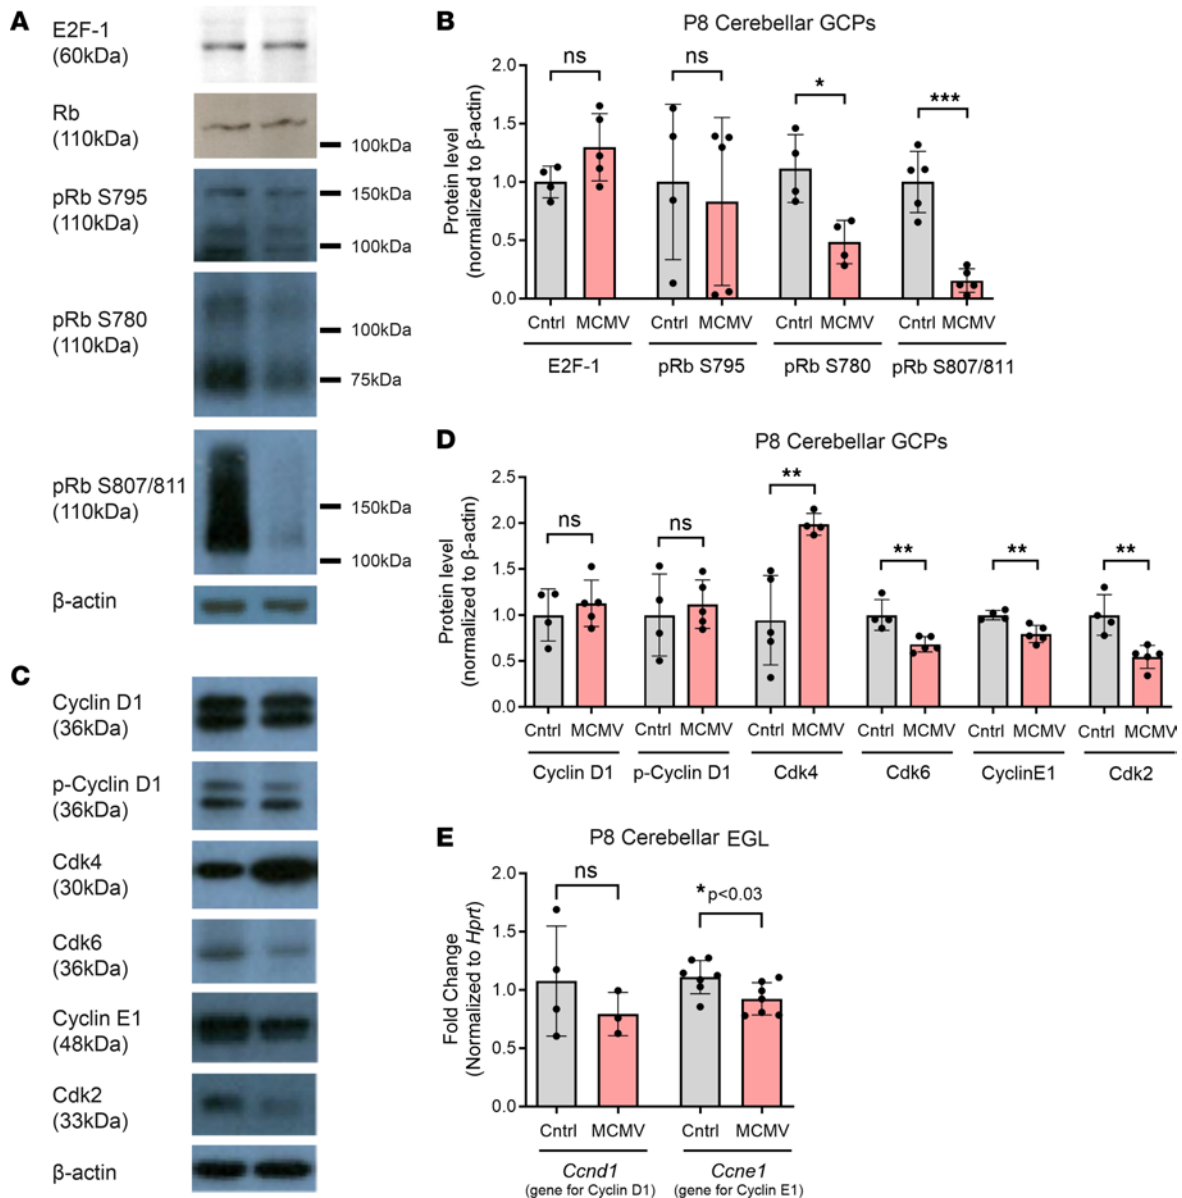 A
E2F-1
(60kDa)
Rb
(110kDa)
100kDa
pRb S795
(110kDa)
150kDa
100kDa
pRb S780
(110kDa)
100kDa
75kDa
pRb S807/811
(110kDa)
150kDa
100kDa
β-actin
B
P8 Cerebellar GCPs
Protein level
(normalized to β-actin)
2.0
1.5
1.0
0.5
0.0
ns
ns
*
***
Cntrl MCMV Cntrl MCMV Cntrl MCMV Cntrl MCMV
E2F-1 pRb S795 pRb S780 pRb S807/811
C
Cyclin D1
(36kDa)
p-Cyclin D1
(36kDa)
Cdk4
(30kDa)
Cdk6
(36kDa)
Cyclin E1
(48kDa)
Cdk2
(33kDa)
β-actin
D
P8 Cerebellar GCPs
Protein level
(normalized to β-actin)
2.5
2.0
1.5
1.0
0.5
0.0
ns
ns
**
**
**
**
Cntrl MCMV Cntrl MCMV Cntrl MCMV Cntrl MCMV Cntrl MCMV Cntrl MCMV
Cyclin D1 p-Cyclin D1 Cdk4 Cdk6 CyclinE1 Cdk2
E
P8 Cerebellar EGL
Fold Change
(Normalized to Hprt)
2.0
1.5
1.0
0.5
0.0
ns
* p<0.03
Cntrl MCMV Cntrl MCMV
Ccnd1 Ccne1
(gene for Cyclin D1) (gene for Cyclin E1)